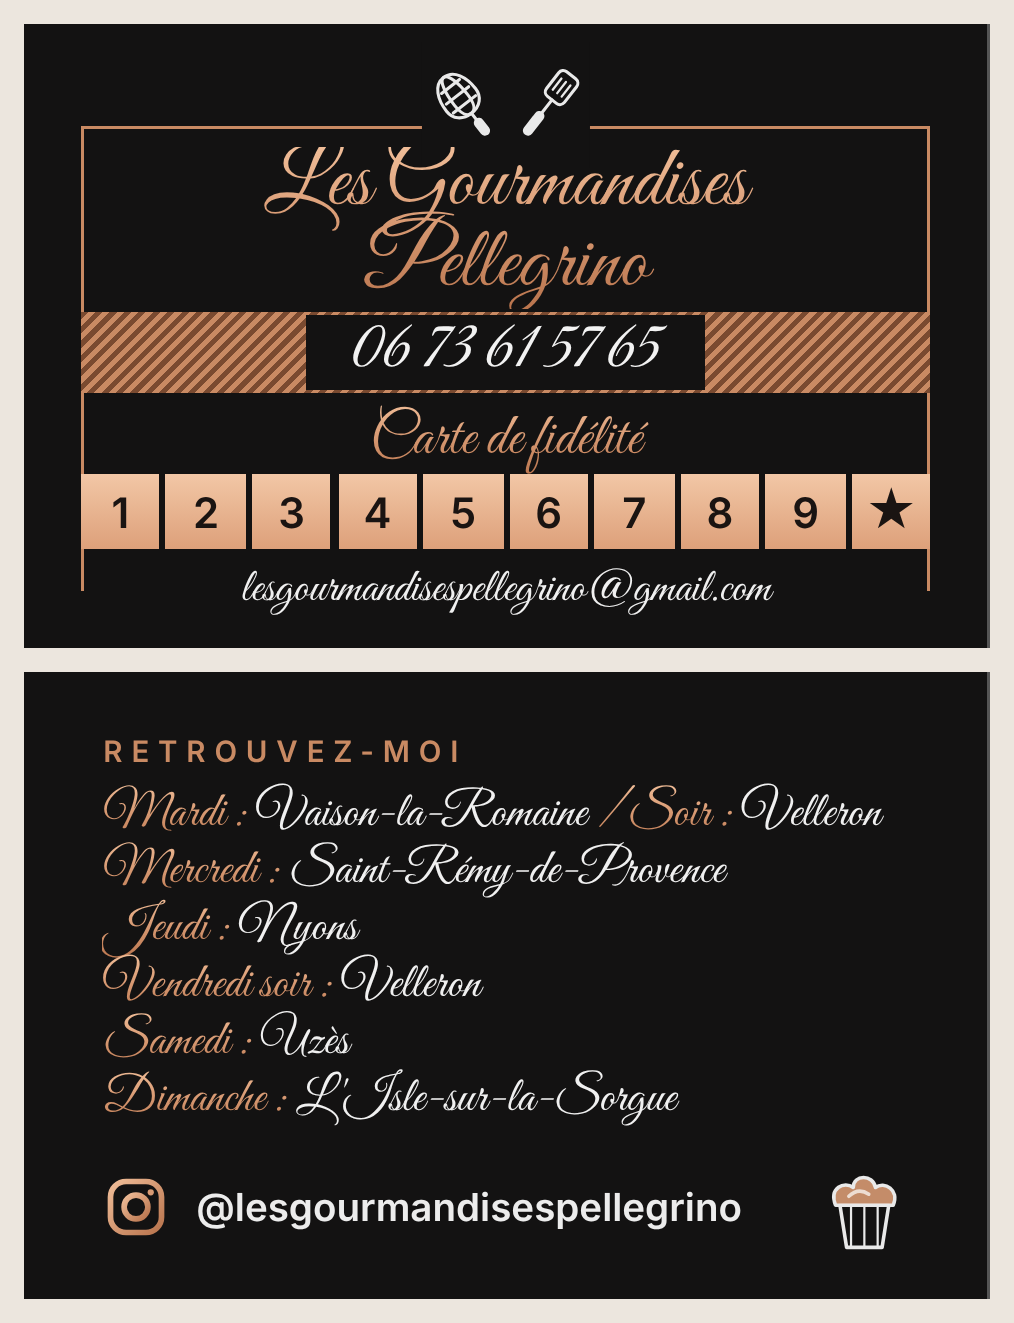 Les Gourmandises
Pellegrino
06 73 61 57 65
Carte de fidélité
1 2 3 4 5 6 7 8 9 ★
lesgourmandisespellegrino@gmail.com
RETROUVEZ-MOI
Mardi : Vaison-la-Romaine / Soir : Velleron
Mercredi : Saint-Rémy-de-Provence
Jeudi : Nyons
Vendredi soir : Velleron
Samedi : Uzès
Dimanche : L'Isle-sur-la-Sorgue
@lesgourmandisespellegrino